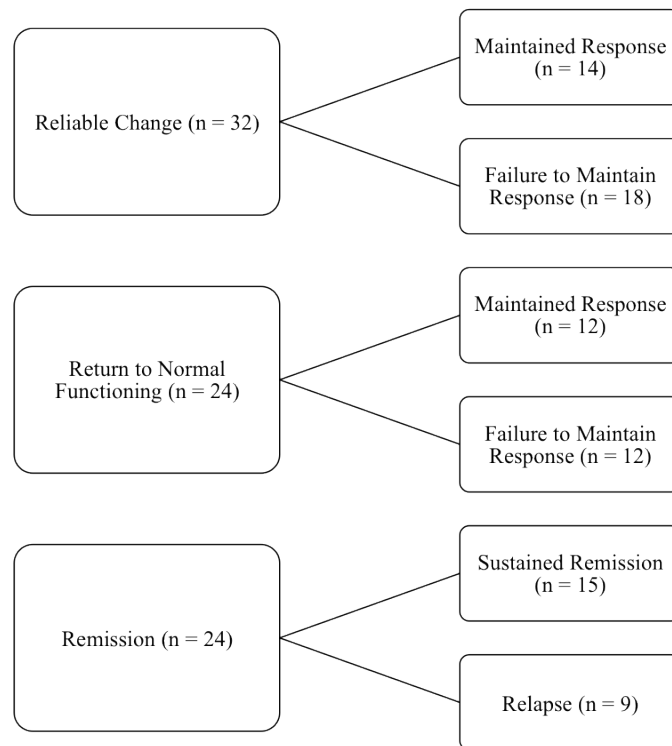 Maintained Response
(n = 14)
Reliable Change (n = 32)
Failure to Maintain
Response (n = 18)
Maintained Response
(n = 12)
Return to Normal
Functioning (n = 24)
Failure to Maintain
Response (n = 12)
Sustained Remission
(n = 15)
Remission (n = 24)
Relapse (n = 9)